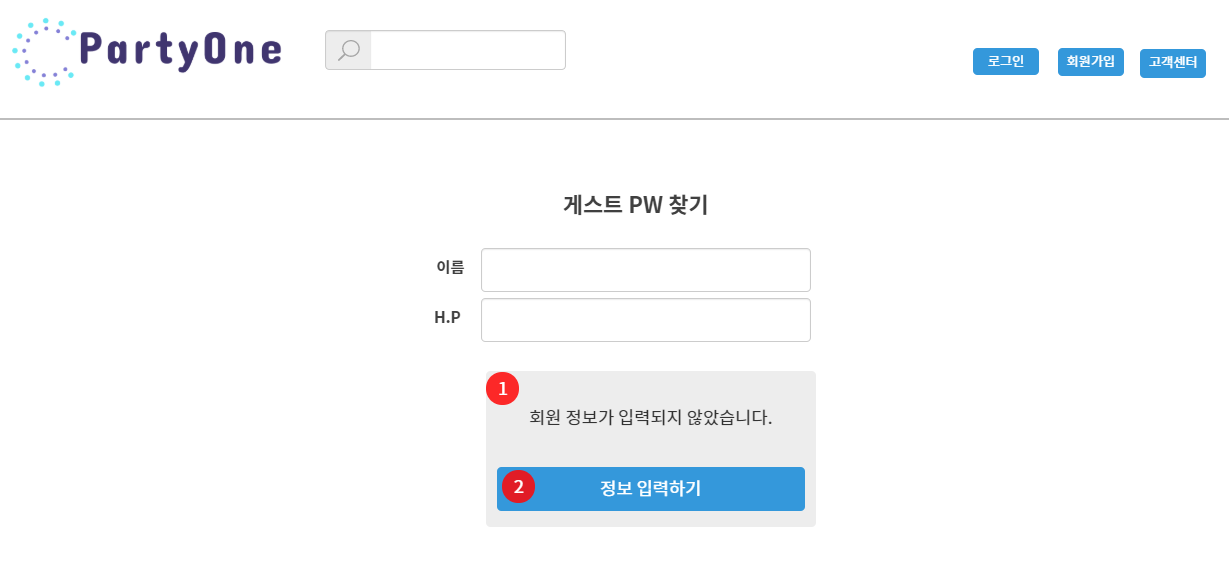 PartyOne
로그인
회원가입
고객센터
게스트 PW 찾기
이름
H.P
1
회원 정보가 입력되지 않았습니다.
2
정보 입력하기